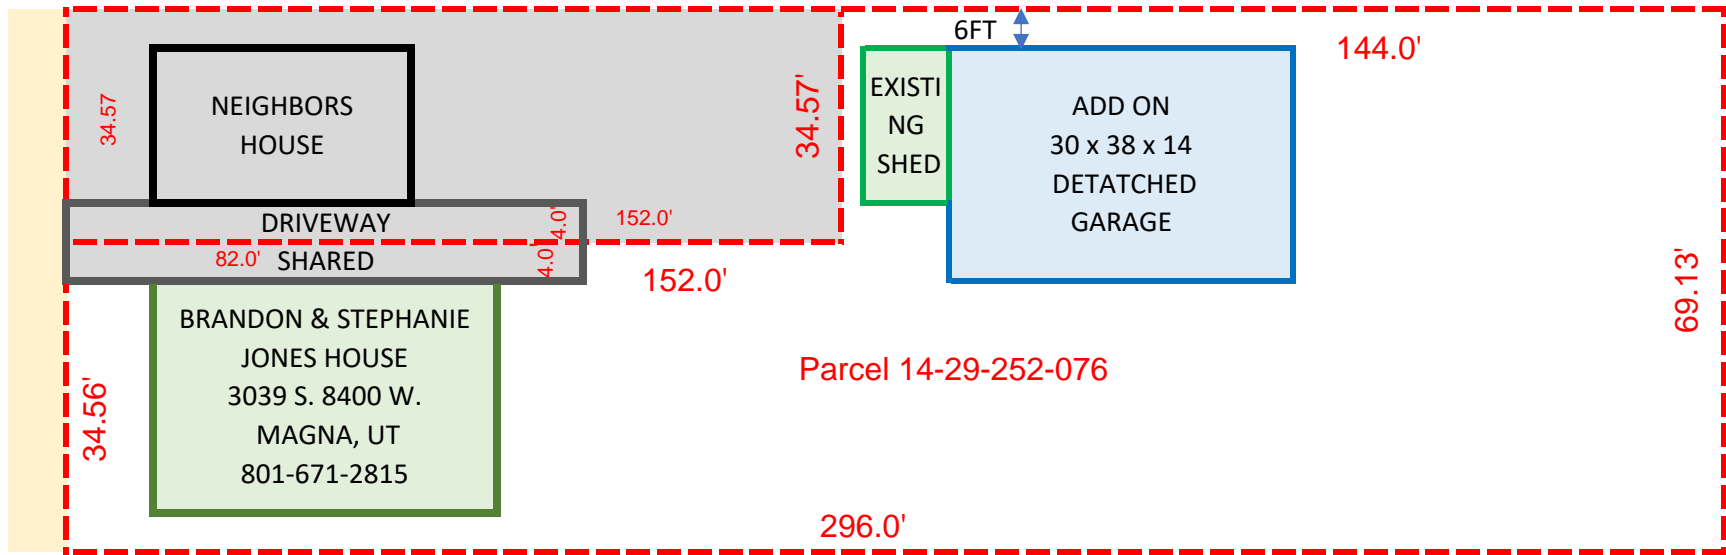 6FT
144.0'
34.57
NEIGHBORS
HOUSE
34.57'
EXISTI
NG
SHED
ADD ON
30 x 38 x 14
DETATCHED
GARAGE
DRIVEWAY
4.0'
152.0'
82.0'
SHARED
4.0'
152.0'
69.13'
BRANDON & STEPHANIE
JONES HOUSE
3039 S. 8400 W.
MAGNA, UT
801-671-2815
34.56'
Parcel 14-29-252-076
296.0'